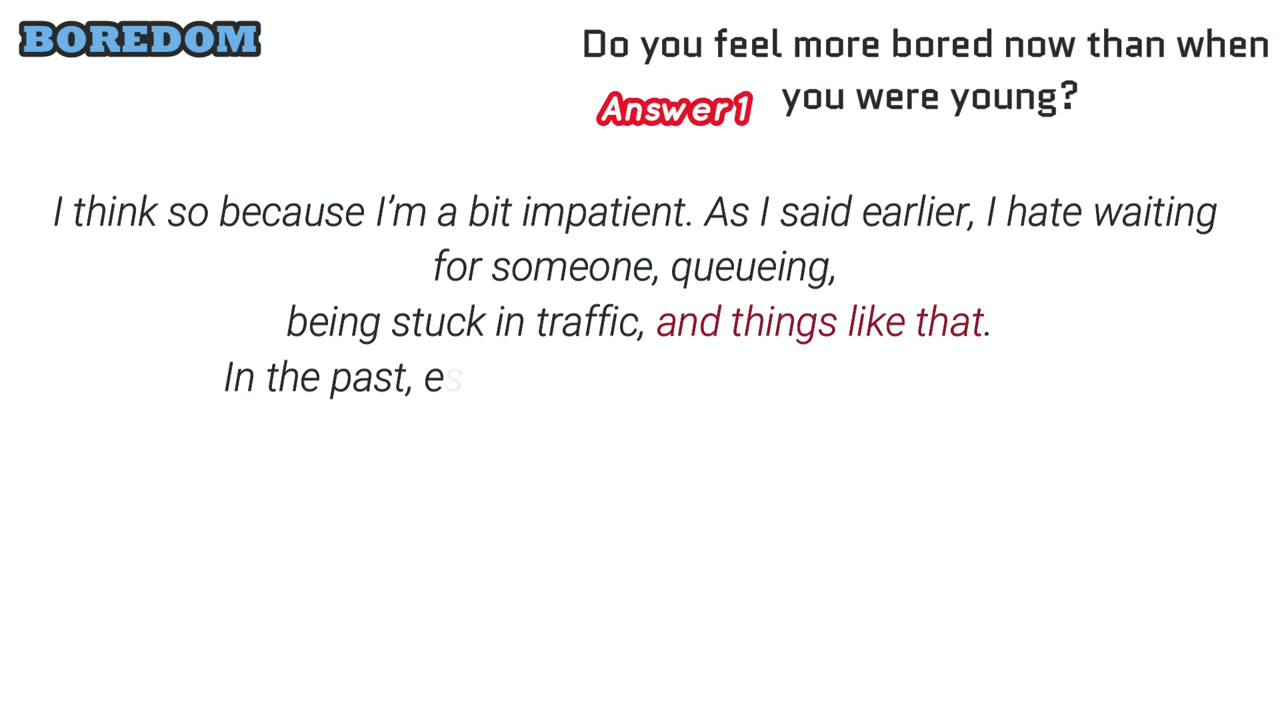 BOREDOM
Do you feel more bored now than when
you were young?
Answer 1
I think so because I'm a bit impatient. As I said earlier, I hate waiting
for someone, queueing,
being stuck in traffic, and things like that.
In the past, es